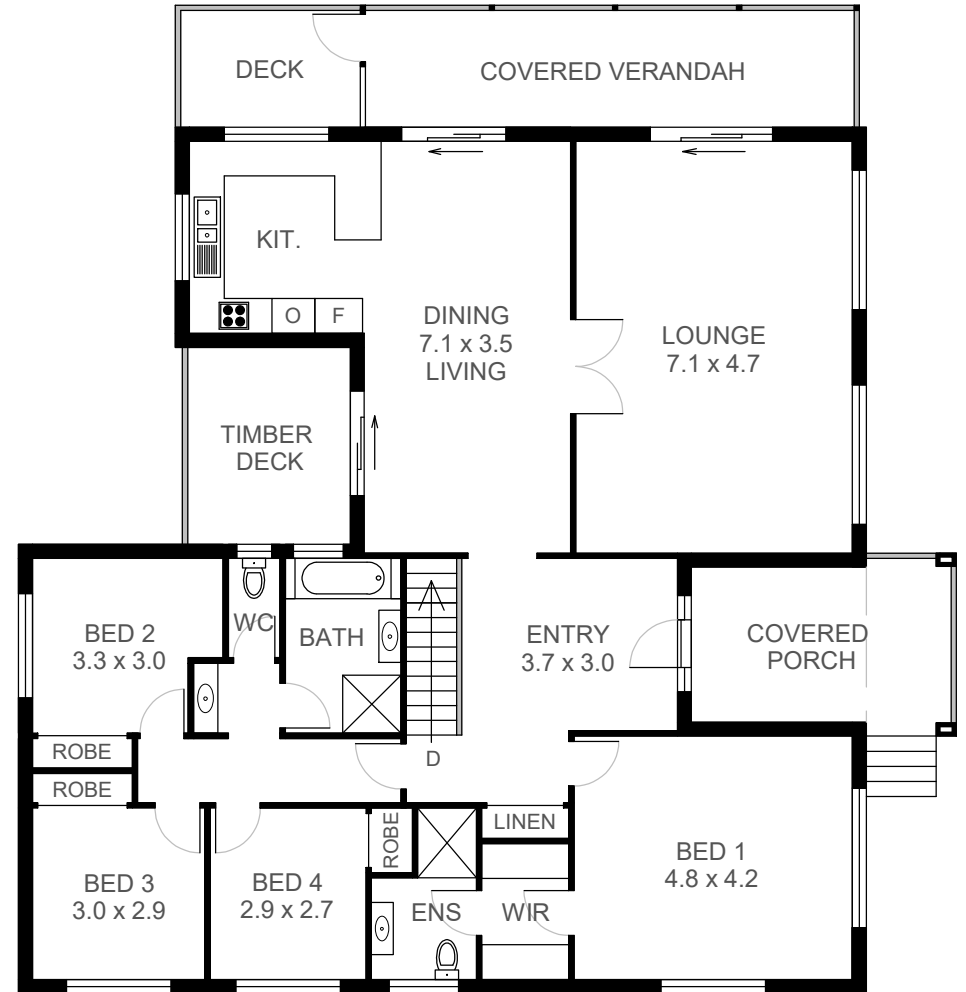 DECK
COVERED VERANDAH
KIT.
O
F
DINING
7.1 x 3.5
LIVING
LOUNGE
7.1 x 4.7
TIMBER
DECK
WC
BATH
BED 2
3.3 x 3.0
ENTRY
3.7 x 3.0
COVERED
PORCH
ROBE
D
ROBE
LINEN
ROBE
BED 1
4.8 x 4.2
BED 3
3.0 x 2.9
BED 4
2.9 x 2.7
ENS
WIR